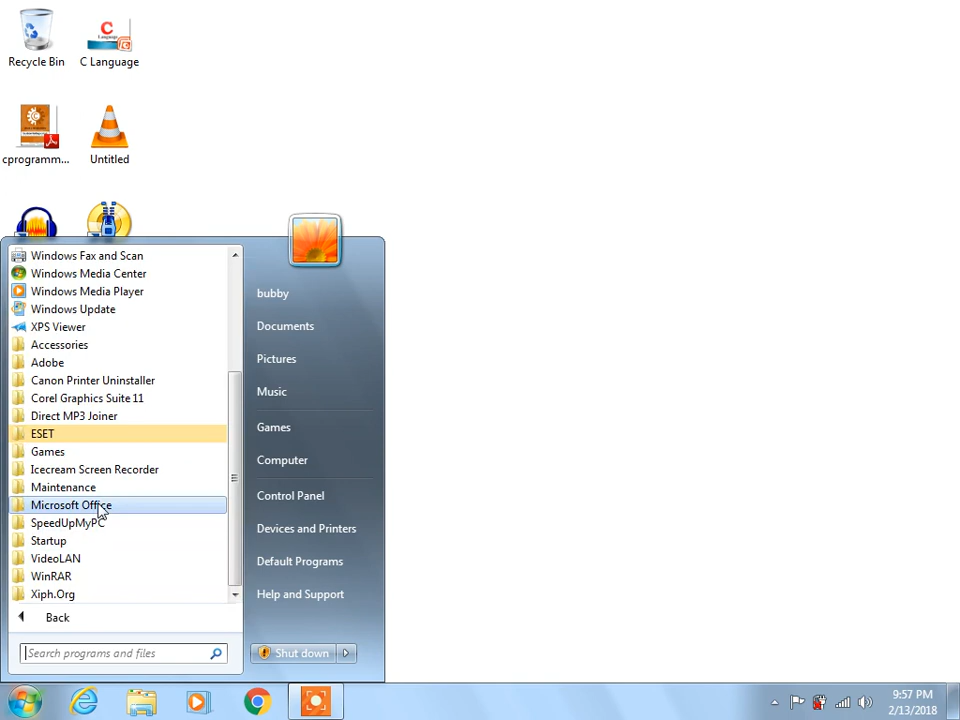 Recycle Bin
C Language
cprogramm...
Untitled
Windows Fax and Scan
Windows Media Center
Windows Media Player
Windows Update
XPS Viewer
Accessories
Adobe
Canon Printer Uninstaller
Corel Graphics Suite 11
Direct MP3 Joiner
ESET
Games
Icecream Screen Recorder
Maintenance
Microsoft Office
SpeedUpMyPC
Startup
VideoLAN
WinRAR
Xiph.Org
Back
Search programs and files
bubby
Documents
Pictures
Music
Games
Computer
Control Panel
Devices and Printers
Default Programs
Help and Support
Shut down
9:57 PM
2/13/2018